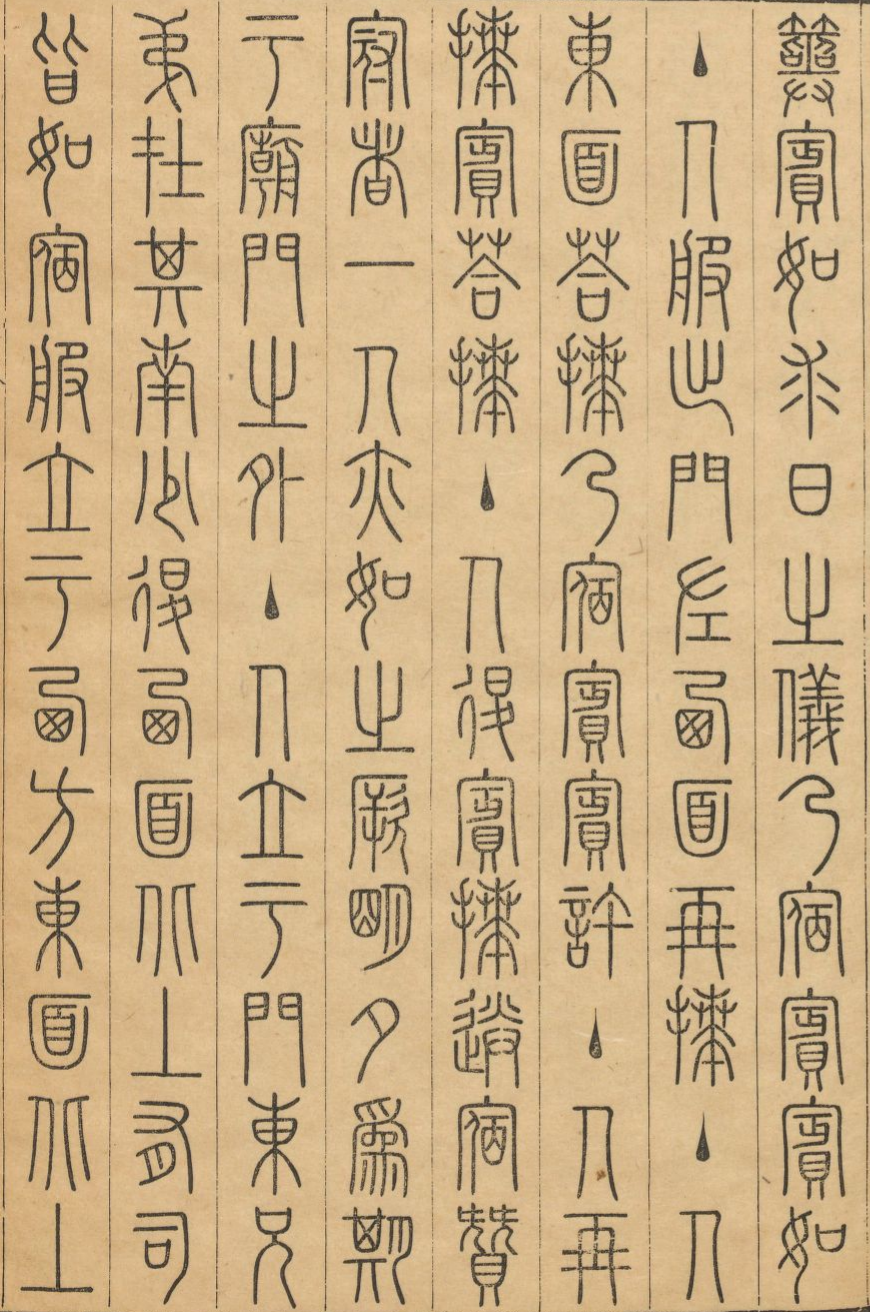 筮賓如求日之儀乃宿賓賓如
主人服出門左西面再拜主人
東面荅拜乃宿賓賓許主人再
拜賓荅拜主人退賓拜送宿贊
冠者一人亦如之厥明夕爲期
于廟門之外主人立于門東兄
弟在其南少退西面北上有司
皆如宿服立于西方東面北上